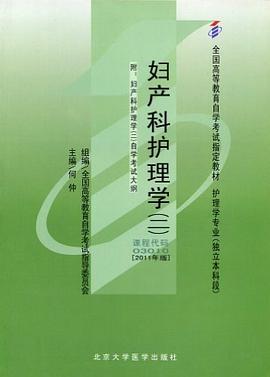 全国高等教育自学考试指定教材 护理学专业(独立本科段)
妇产科护理学(二)
附:妇产科护理学(二)自学考试大纲
课程代码
03010
[2011年版]
组编/全国高等教育自学考试指导委员会
主编/何仲
北京大学医学出版社